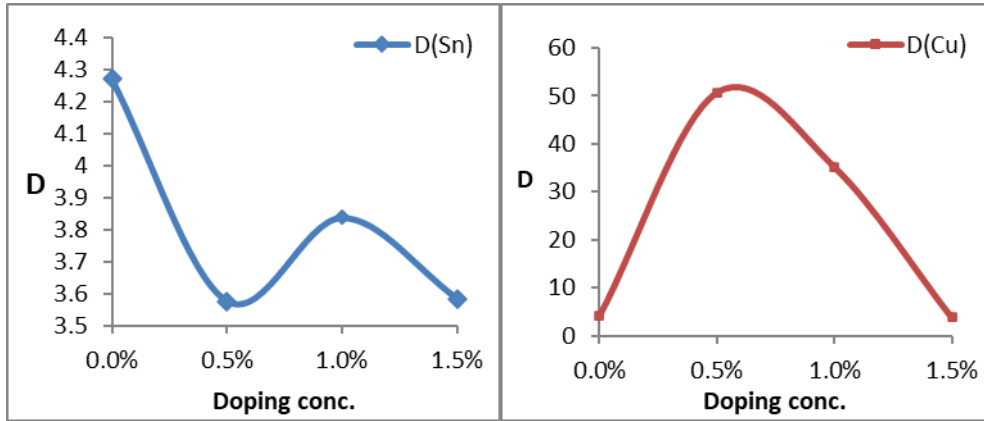 D(Sn)
4.4
4.3
4.2
4.1
4
3.9
3.8
3.7
3.6
3.5
D
0.0% 0.5% 1.0% 1.5%
Doping conc.
D(Cu)
60
50
40
30
20
10
0
D
0.0% 0.5% 1.0% 1.5%
Doping conc.